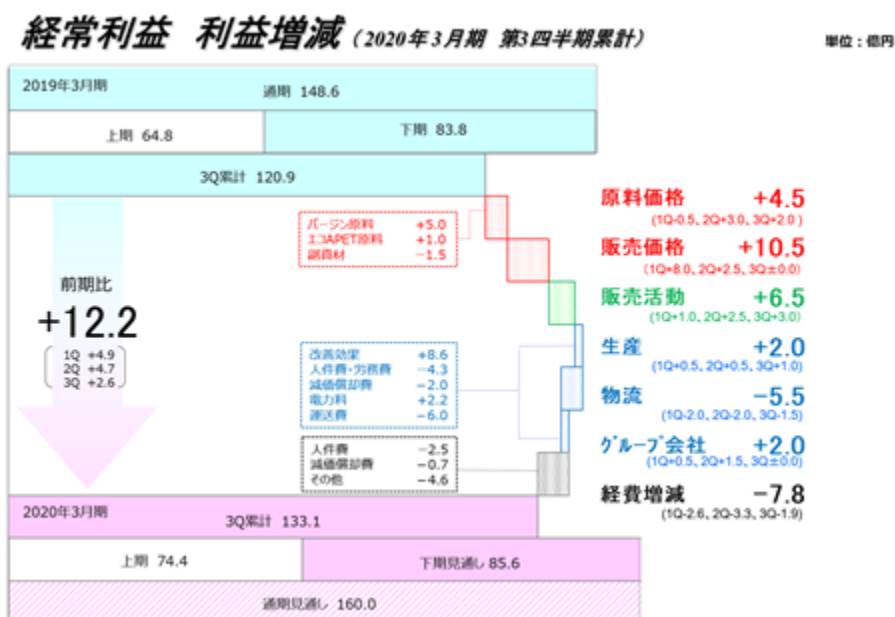 経常利益 利益増減(2020年3月期 第3四半期累計)
単位:億円
2019年3月期
通期 148.6
上期 64.8
下期 83.8
3Q累計 120.9
前期比
+12.2
1Q +4.9
2Q +4.7
3Q +2.6
バージン原料 +5.0
エコAPET原料 +1.0
副資材 −1.5
改善効果 +8.6
人件費・労務費 −4.3
減価償却費 −2.0
電力料 +2.2
運送費 −6.0
人件費 −2.5
減価償却費 −0.7
その他 −4.6
原料価格 +4.5
(1Q-0.5、2Q+3.0、3Q+2.0)
販売価格 +10.5
(1Q+8.0、2Q+2.5、3Q±0.0)
販売活動 +6.5
(1Q+1.0、2Q+2.5、3Q+3.0)
生産 +2.0
(1Q+0.5、2Q+0.5、3Q+1.0)
物流 −5.5
(1Q-2.0、2Q-2.0、3Q-1.5)
グループ会社 +2.0
(1Q+0.5、2Q+1.5、3Q±0.0)
経費増減 −7.8
(1Q-2.6、2Q-3.3、3Q-1.9)
2020年3月期
3Q累計 133.1
上期 74.4
下期見通し 85.6
通期見通し 160.0